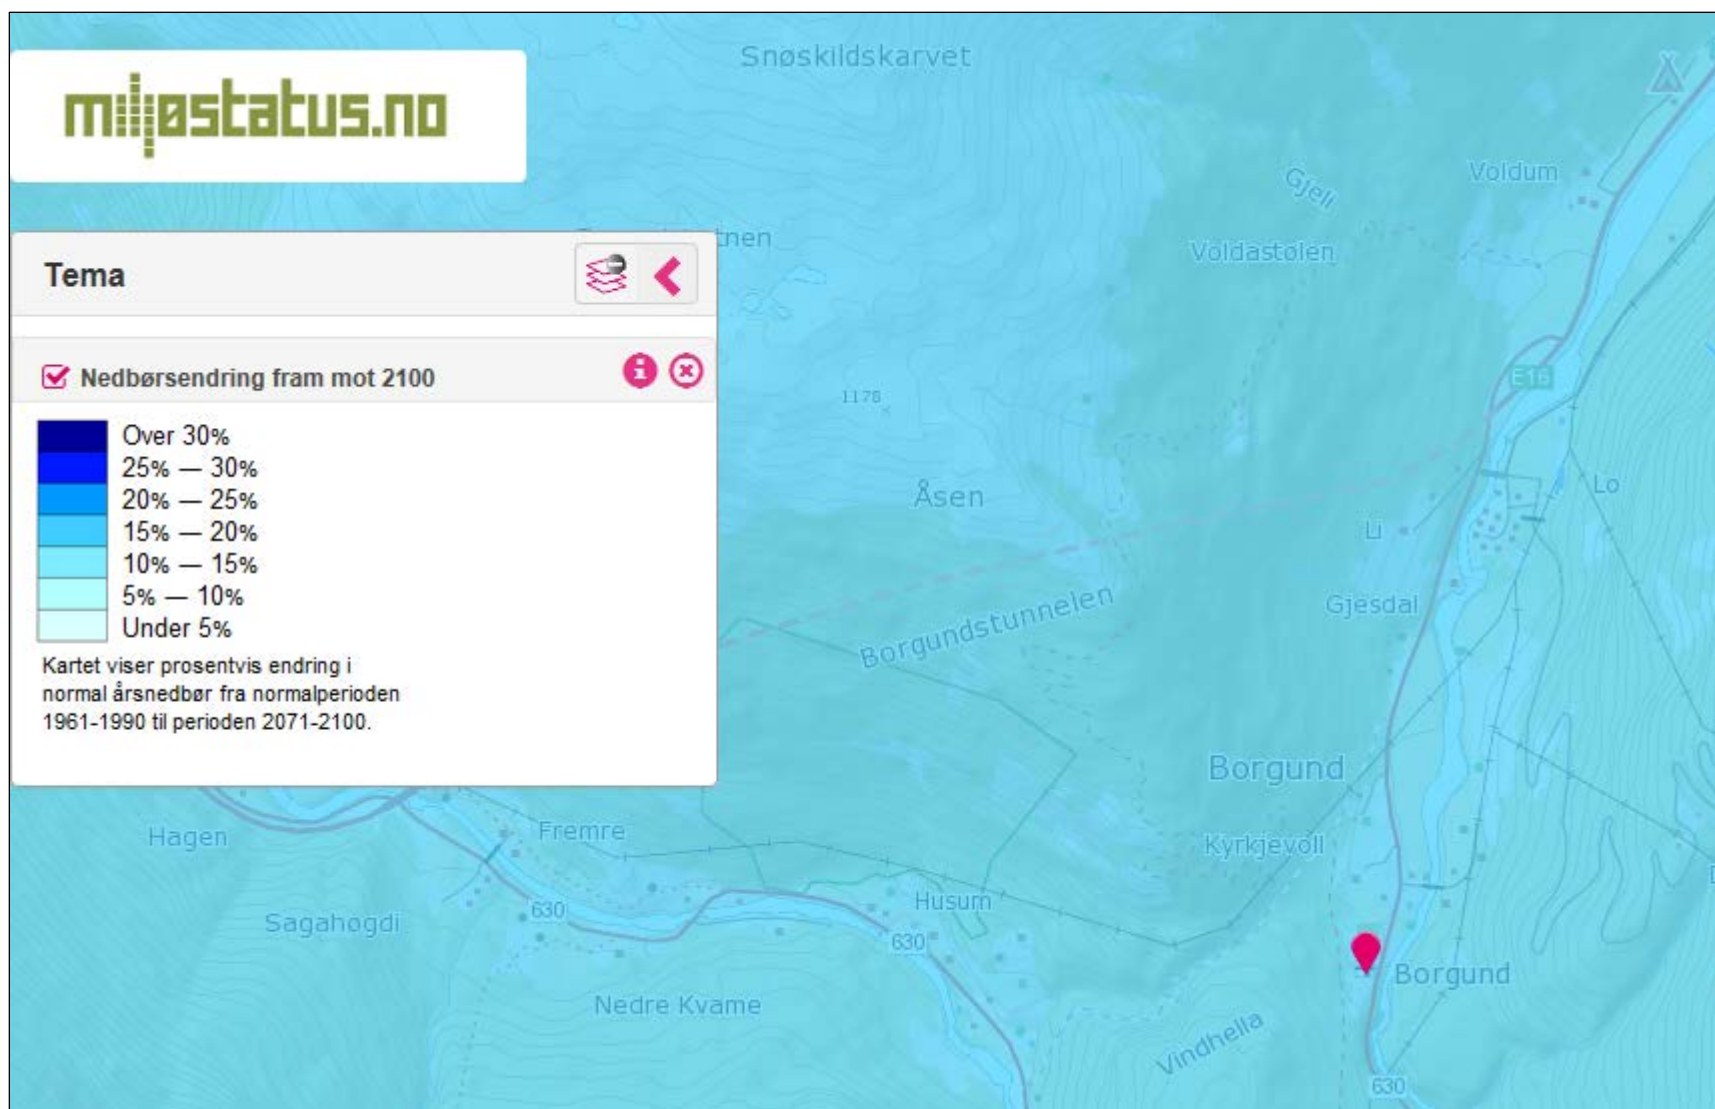 miljøstatus.no
Snøskildskarvet
Gjell
Voldum
Voldastølen
tnen
Tema
Nedbørsendring fram mot 2100
Over 30%
25% — 30%
20% — 25%
15% — 20%
10% — 15%
5% — 10%
Under 5%
Kartet viser prosentvis endring i
normal årsnedbør fra normalperioden
1961-1990 til perioden 2071-2100.
1178
E16
Åsen
Lo
Li
Gjesdal
Borgundstunnelen
Borgund
Kyrkjevoll
Hagen
Fremre
Husum
630
Sagahogdi
630
Nedre Kvame
Borgund
Vindhella
630